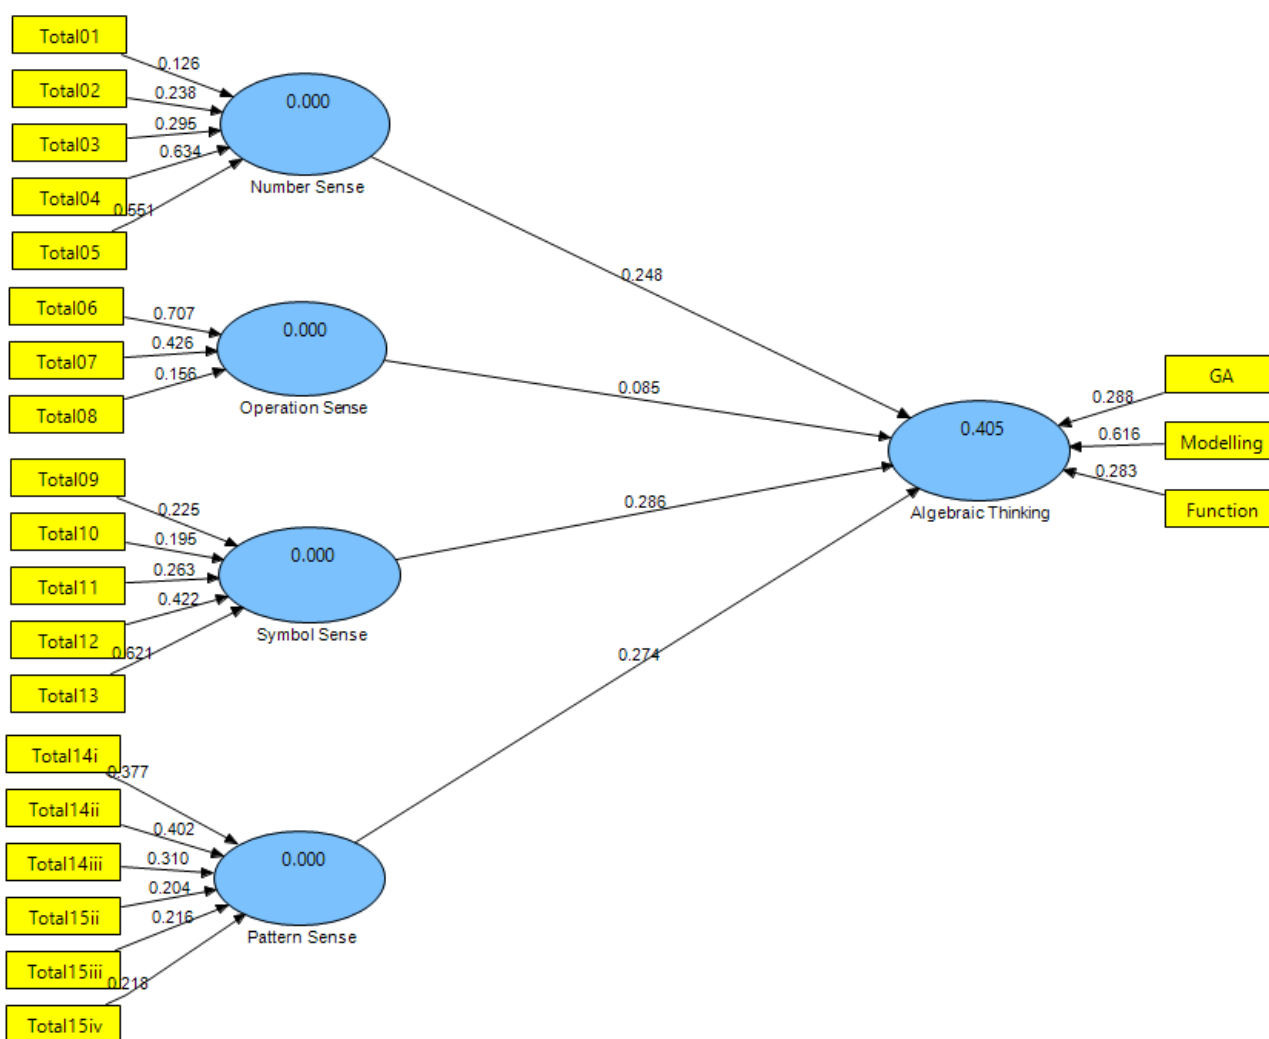 Total01
0.126
Total02
0.238
Total03
0.295
Total04
0.634
Total05
0.551
0.000
Number Sense
0.248
Total06
0.707
Total07
0.426
Total08
0.156
0.000
Operation Sense
0.085
Total09
0.225
Total10
0.195
Total11
0.263
Total12
0.422
Total13
0.621
0.000
Symbol Sense
0.286
Total14i
0.377
Total14ii
0.402
Total14iii
0.310
Total15ii
0.204
Total15iii
0.216
Total15iv
0.218
0.000
Pattern Sense
0.274
0.405
Algebraic Thinking
GA
0.288
Modelling
0.616
Function
0.283